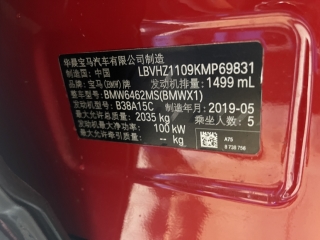 华晨宝马汽车有限公司制造
制造国：中国 LBVHZ1109KMP69831
品牌：宝马(BMW)牌 发动机排量：1499 mL
整车型号：BMW6462MS(BMWX1)
发动机型号：B38A15C 制造年月：2019-05
最大允许总质量：2035 kg 乘坐人数：5
发动机最大净功率：100 kW
最大允许牵引质量：-- kg
A75